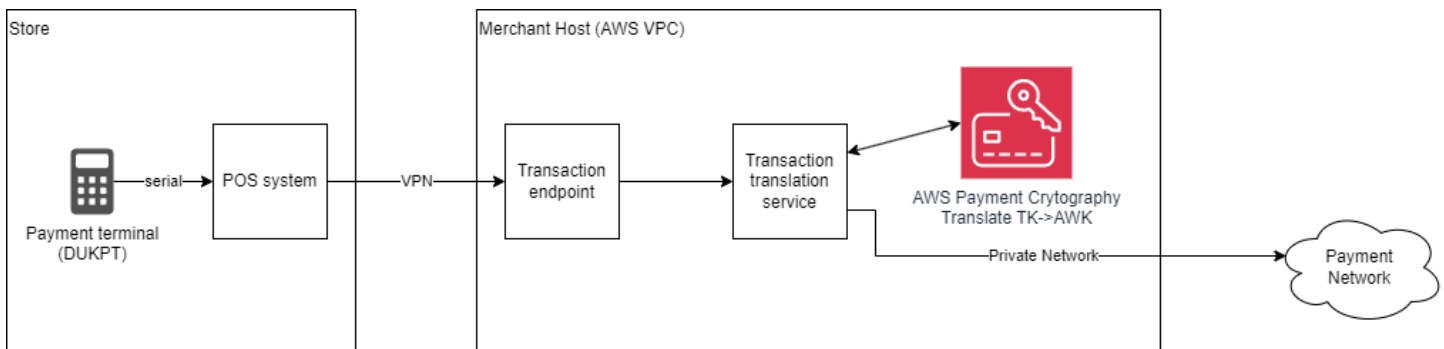 Store
Merchant Host (AWS VPC)
serial
POS system
VPN
Transaction
endpoint
Transaction
translation
service
AWS Payment Crytography
Translate TK->AWK
Payment terminal
(DUKPT)
Private Network
Payment
Network